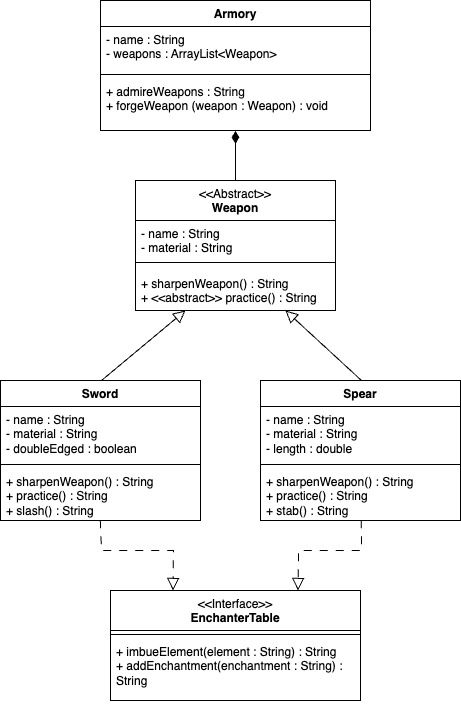 Armory
- name : String
- weapons : ArrayList<Weapon>
+ admireWeapons : String
+ forgeWeapon (weapon : Weapon) : void
<<Abstract>>
Weapon
- name : String
- material : String
+ sharpenWeapon() : String
+ <<abstract>> practice() : String
Sword
- name : String
- material : String
- doubleEdged : boolean
+ sharpenWeapon() : String
+ practice() : String
+ slash() : String
Spear
- name : String
- material : String
- length : double
+ sharpenWeapon() : String
+ practice() : String
+ stab() : String
<<Interface>>
EnchanterTable
+ imbueElement(element : String) : String
+ addEnchantment(enchantment : String) :
String